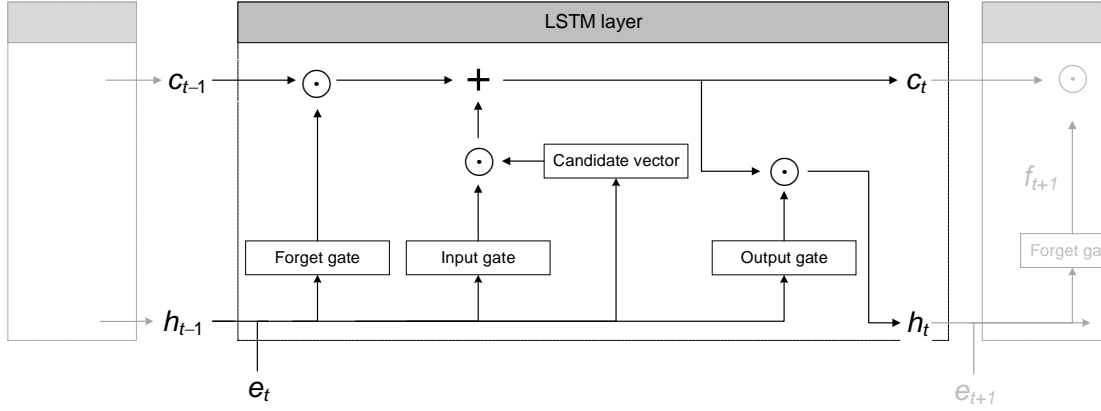 LSTM layer
c_{t–1}
c_t
Candidate vector
f_{t+1}
Forget gate
Input gate
Output gate
Forget ga
h_{t–1}
h_t
e_t
e_{t+1}